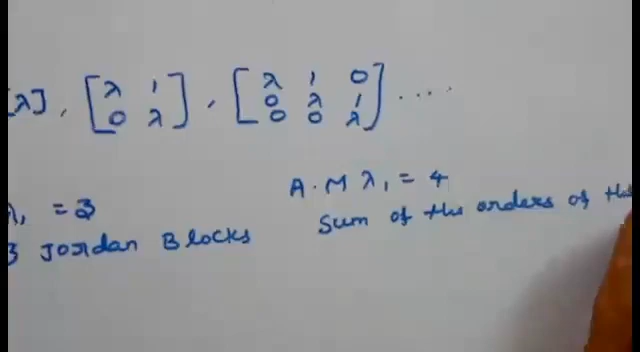 [λ], [λ 1
0 λ], [λ 1 0
0 λ 1
0 0 λ] ....
A.M λ₁ = 4
λ₁ = 3
Sum of the orders of the
3 Jordan Blocks